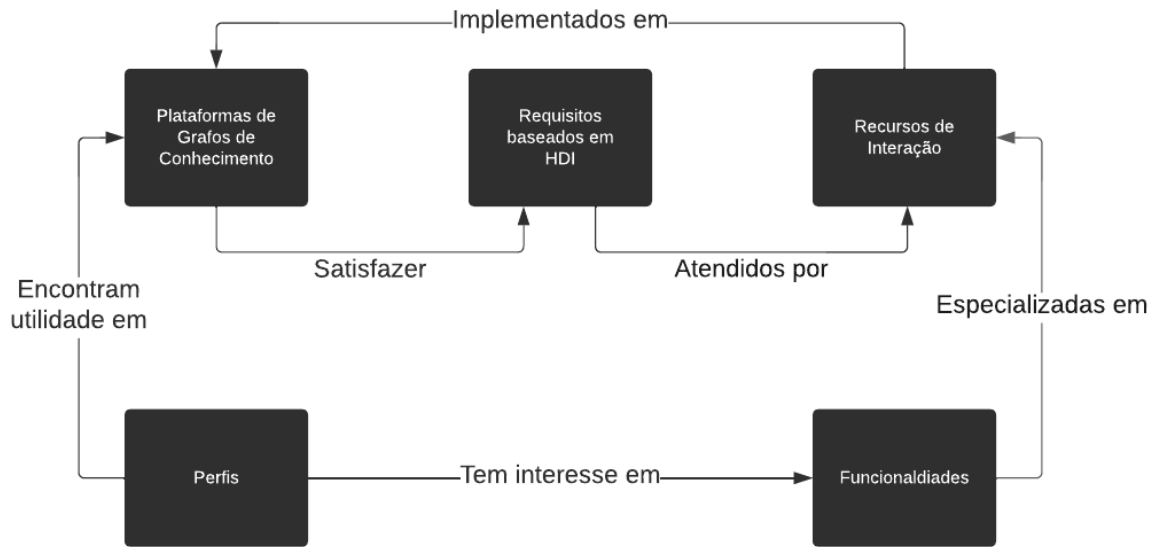 Implementados em
Plataformas de
Grafos de
Conhecimento
Requisitos
baseados em
HDI
Recursos de
Interação
Satisfazer
Atendidos por
Encontram
utilidade em
Especializadas em
Perfis
Tem interesse em
Funcionaldiades